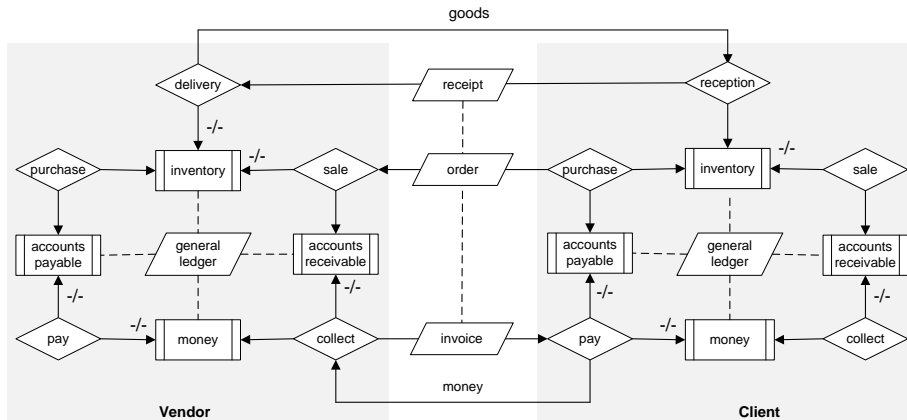 goods
delivery
receipt
reception
-/-
-/-
-/-
purchase
inventory
sale
order
purchase
inventory
sale
accounts
payable
general
ledger
accounts
receivable
accounts
payable
general
ledger
accounts
receivable
-/-
-/-
-/-
-/-
-/-
-/-
pay
money
collect
invoice
pay
money
collect
money
Vendor
Client